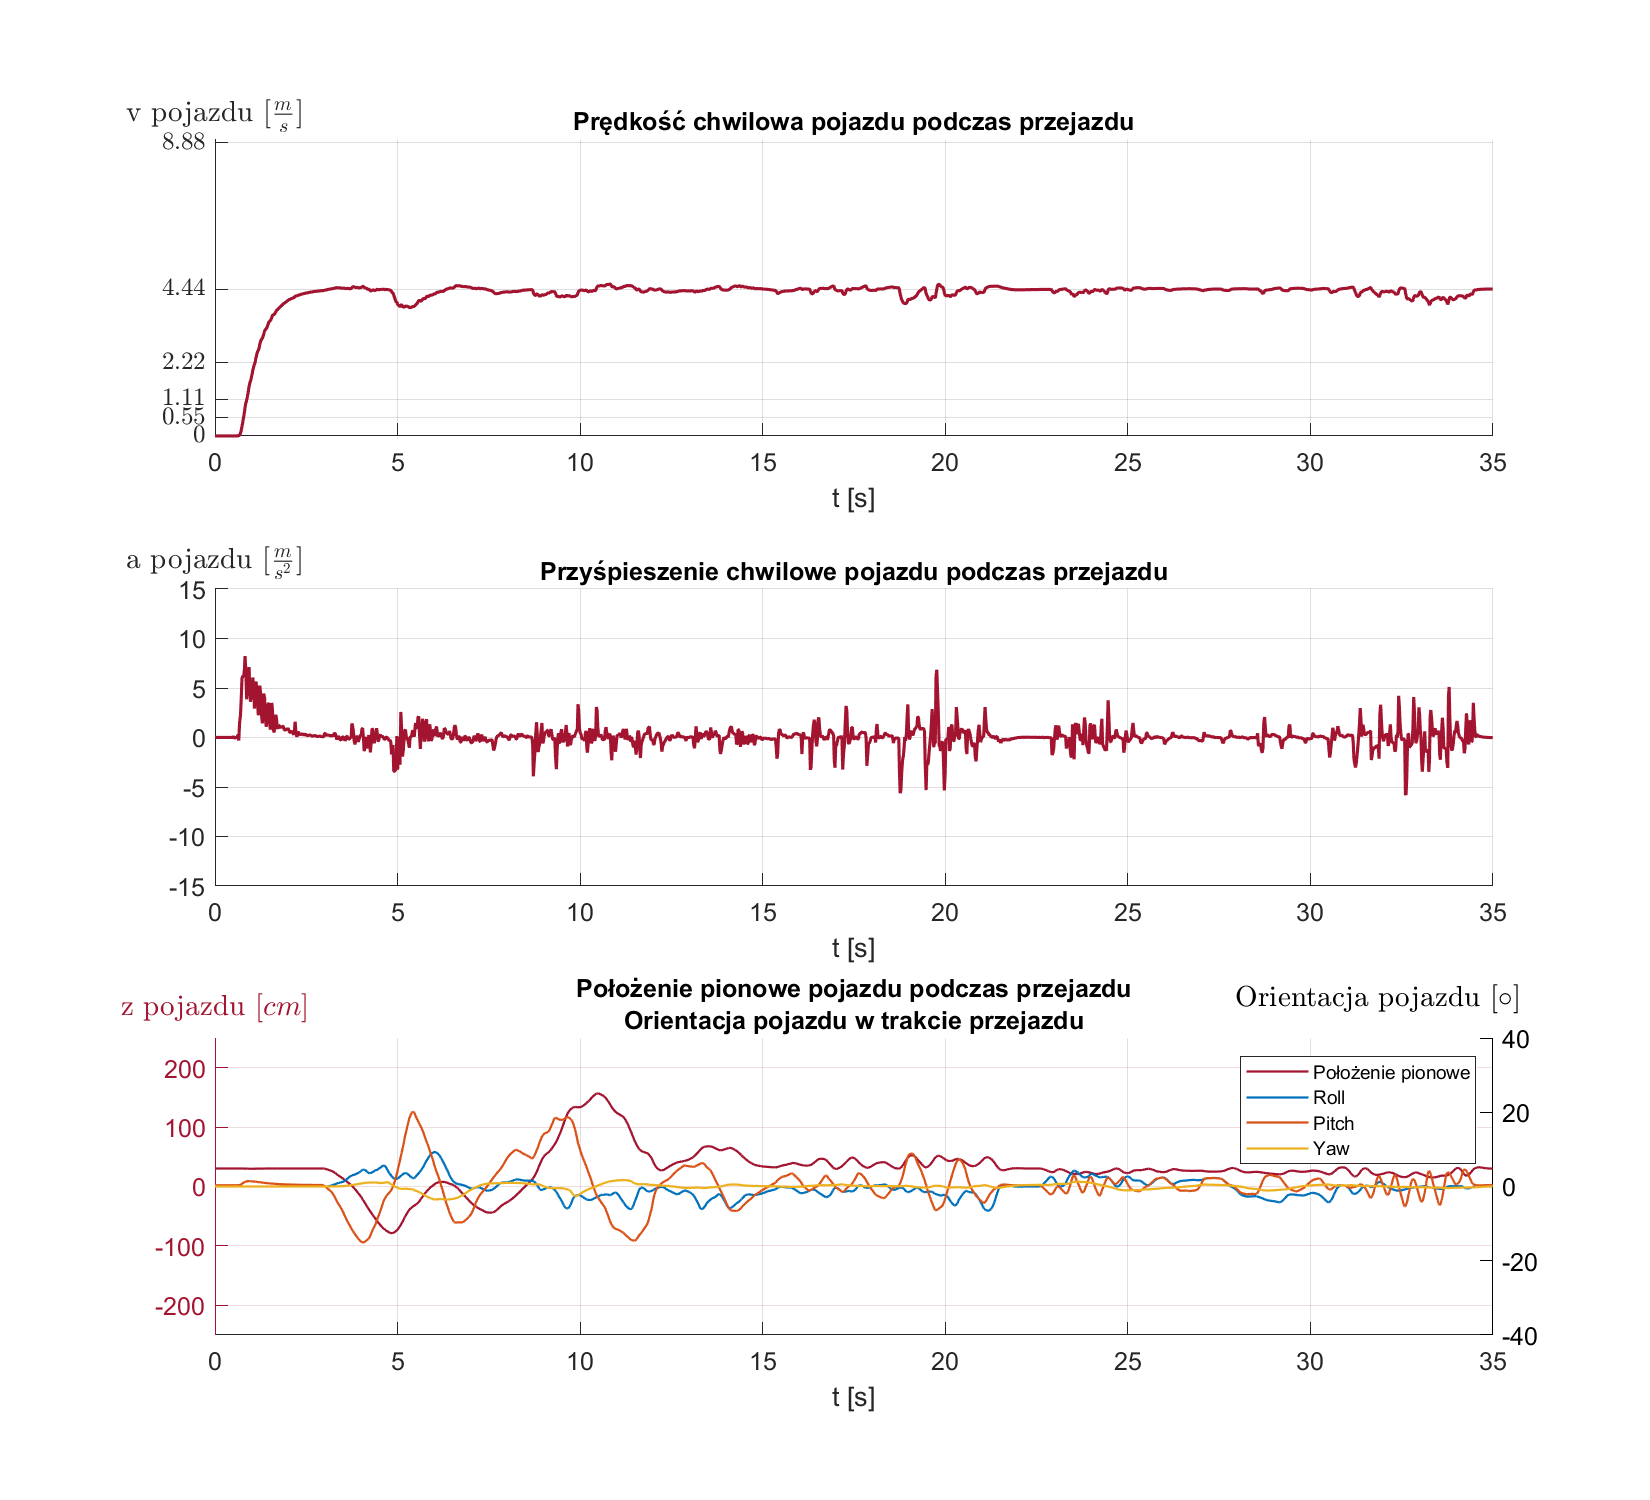 v pojazdu [m/s]
Prędkość chwilowa pojazdu podczas przejazdu
8.88
4.44
2.22
1.11
0.55
0
0 5 10 15 20 25 30 35
t [s]
a pojazdu [m/s²]
Przyśpieszenie chwilowe pojazdu podczas przejazdu
15
10
5
0
-5
-10
-15
0 5 10 15 20 25 30 35
t [s]
z pojazdu [cm]
Położenie pionowe pojazdu podczas przejazdu
Orientacja pojazdu w trakcie przejazdu
Orientacja pojazdu [∘]
200
100
0
-100
-200
40
20
0
-20
-40
Położenie pionowe
Roll
Pitch
Yaw
0 5 10 15 20 25 30 35
t [s]